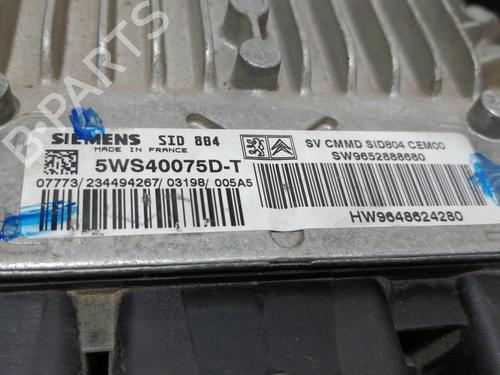 SIEMENS SID 804
MADE IN FRANCE
5WS40075D-T
07773/234494267/03198/005A5
SV CMMD SID804 CEM00
SW9652888680
HW9648624280
B-PARTS